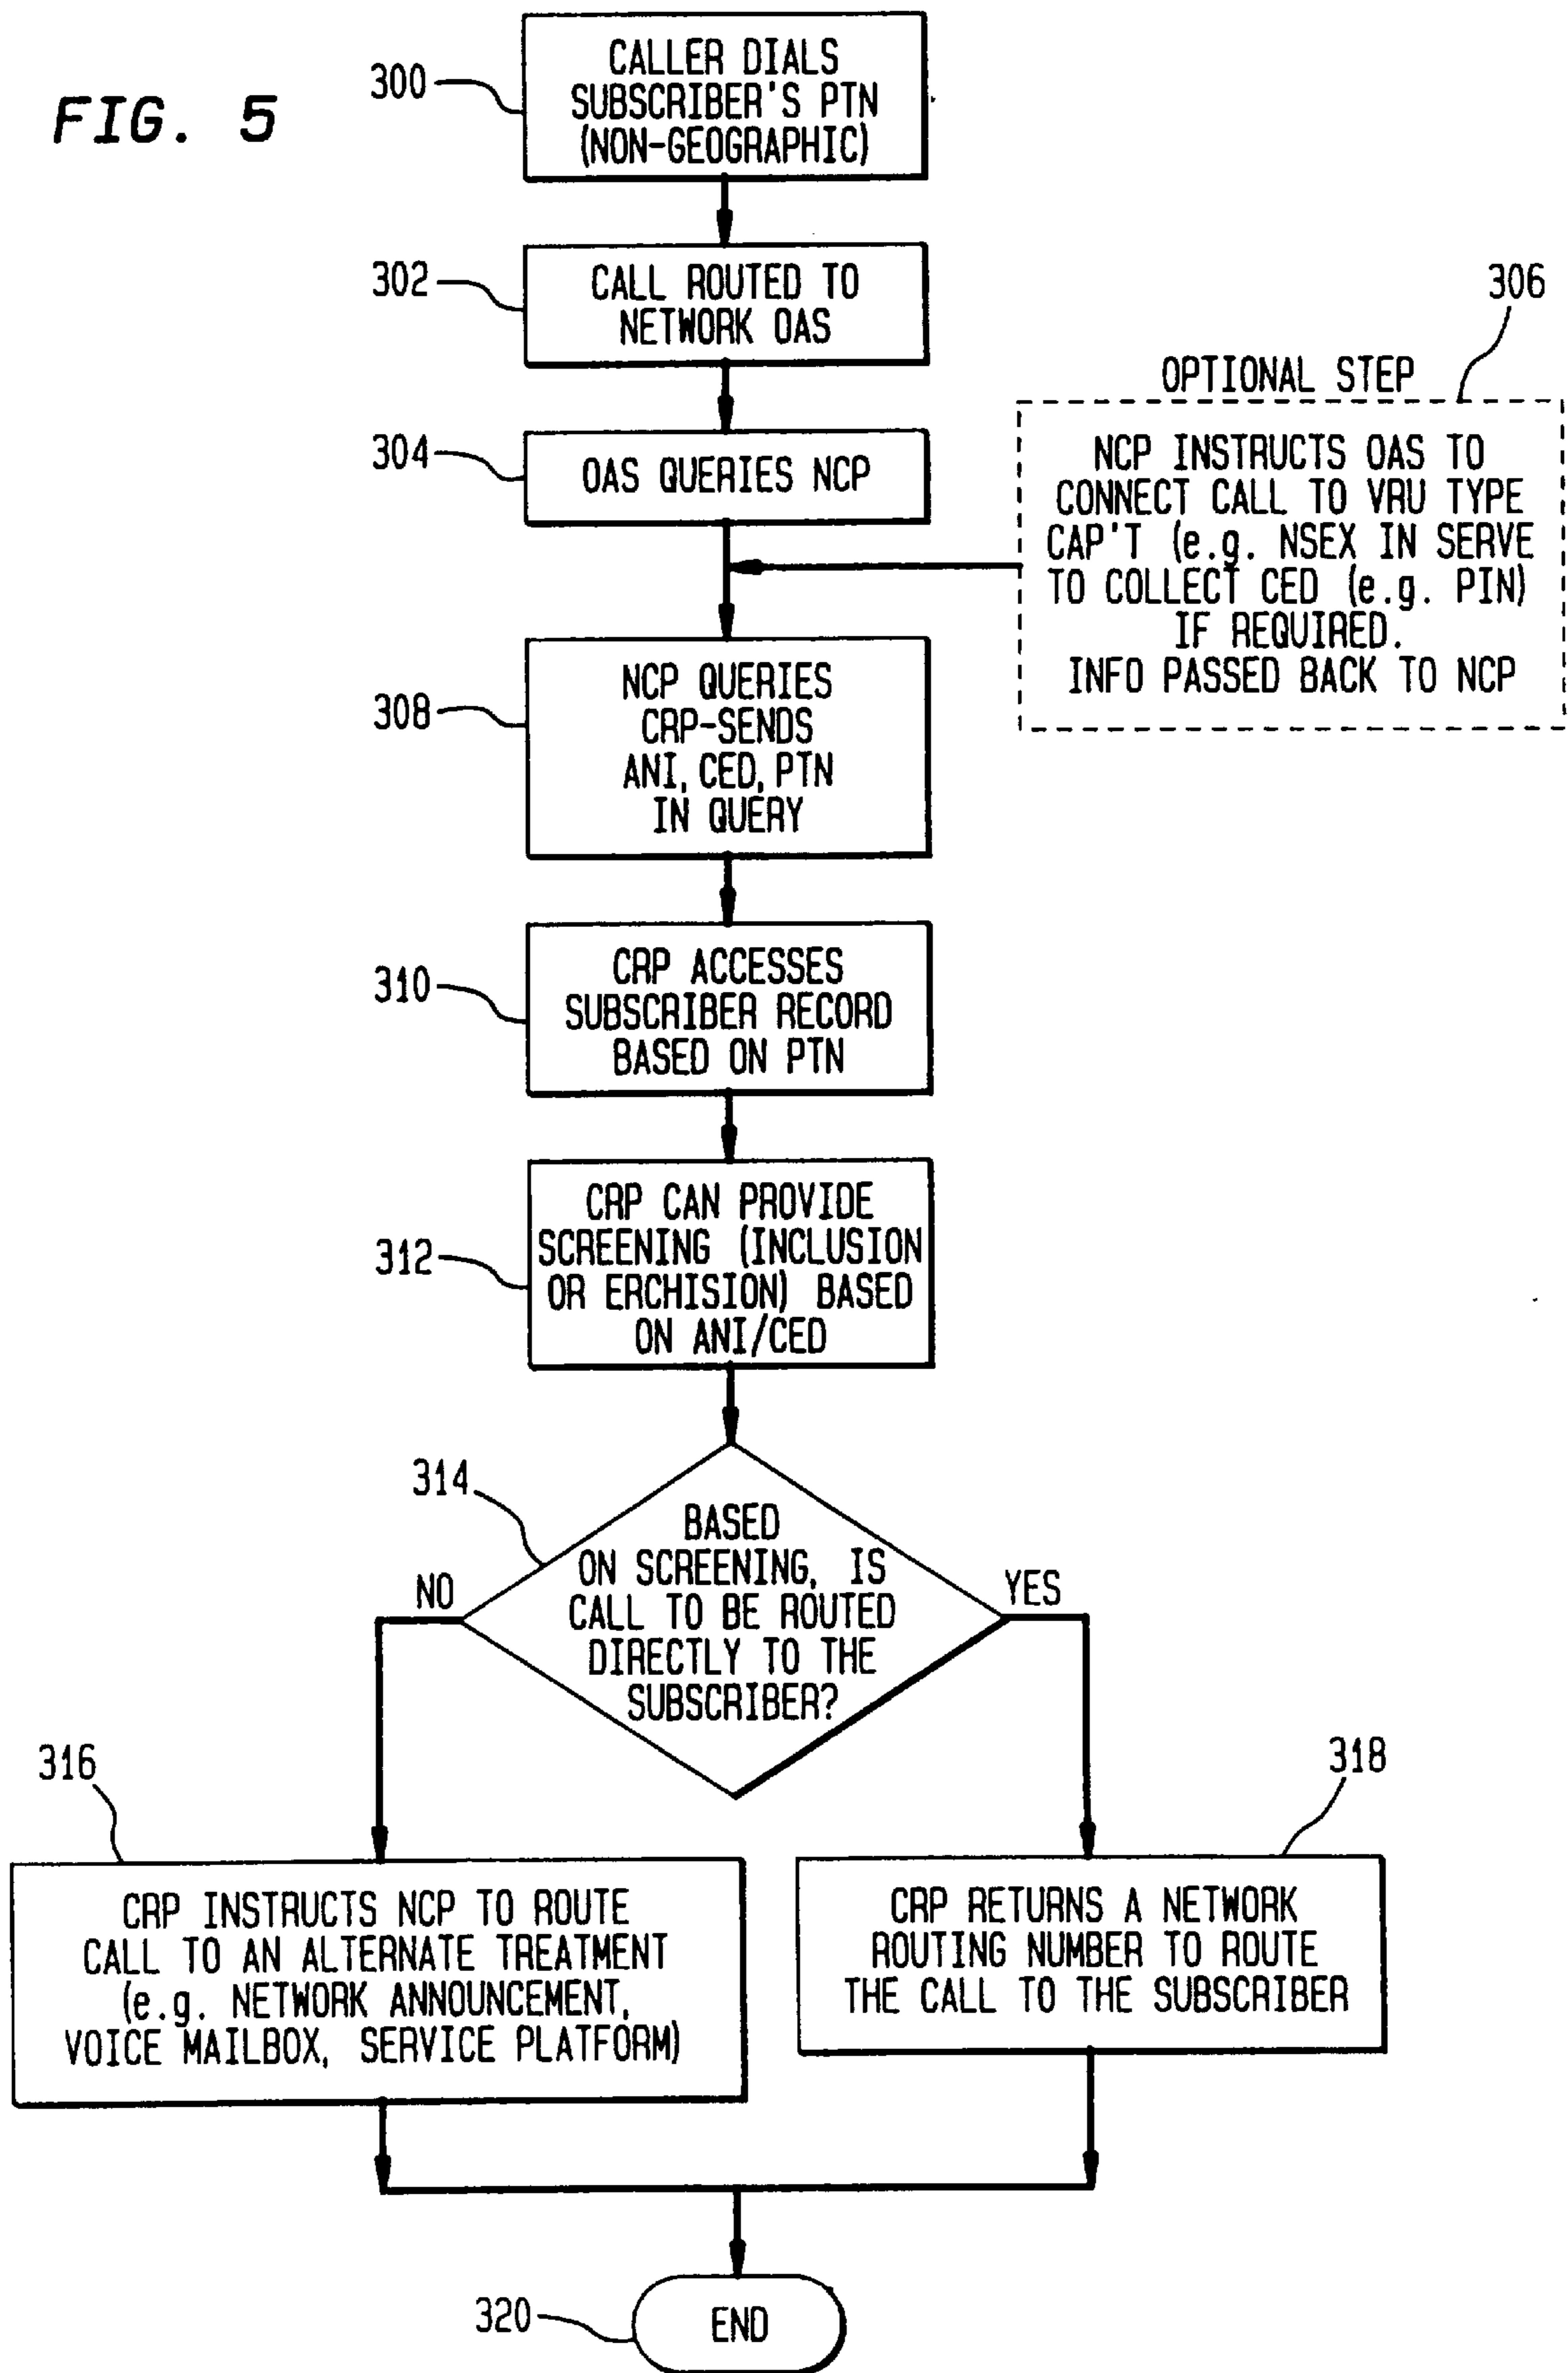 FIG. 5
300
CALLER DIALS
SUBSCRIBER'S PTN
(NON-GEOGRAPHIC)
302
CALL ROUTED TO
NETWORK OAS
304
OAS QUERIES NCP
306
OPTIONAL STEP
NCP INSTRUCTS OAS TO
CONNECT CALL TO VRU TYPE
CAP'T (e.g. NSEX IN SERVE
TO COLLECT CED (e.g. PIN)
IF REQUIRED.
INFO PASSED BACK TO NCP
308
NCP QUERIES
CRP-SENDS
ANI, CED, PTN
IN QUERY
310
CRP ACCESSES
SUBSCRIBER RECORD
BASED ON PTN
312
CRP CAN PROVIDE
SCREENING (INCLUSION
OR ERCHISION) BASED
ON ANI/CED
314
BASED
ON SCREENING, IS
CALL TO BE ROUTED
DIRECTLY TO THE
SUBSCRIBER?
NO
YES
316
CRP INSTRUCTS NCP TO ROUTE
CALL TO AN ALTERNATE TREATMENT
(e.g. NETWORK ANNOUNCEMENT,
VOICE MAILBOX, SERVICE PLATFORM)
318
CRP RETURNS A NETWORK
ROUTING NUMBER TO ROUTE
THE CALL TO THE SUBSCRIBER
320
END